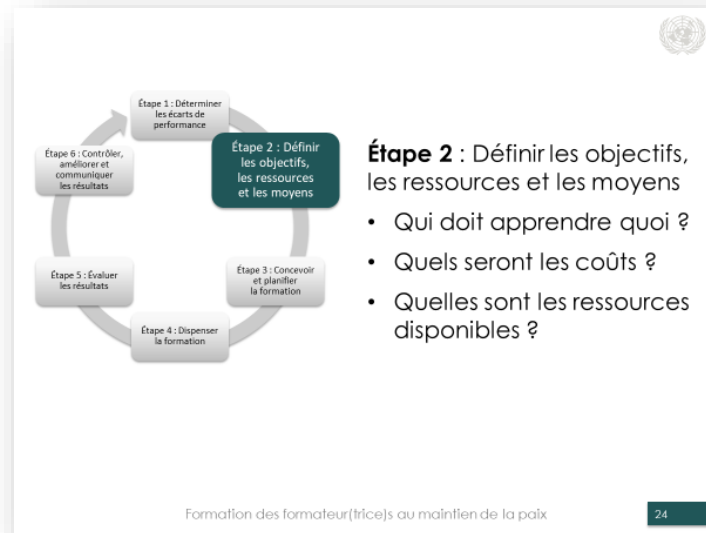 Étape 1 : Déterminer
les écarts de
performance
Étape 2 : Définir
les objectifs,
les ressources
et les moyens
Étape 3 : Concevoir
et planifier
la formation
Étape 4 : Dispenser
la formation
Étape 5 : Évaluer
les résultats
Étape 6 : Contrôler,
améliorer et
communiquer
les résultats
Étape 2 : Définir les objectifs,
les ressources et les moyens
• Qui doit apprendre quoi ?
• Quels seront les coûts ?
• Quelles sont les ressources
disponibles ?
Formation des formateur(trice)s au maintien de la paix
24